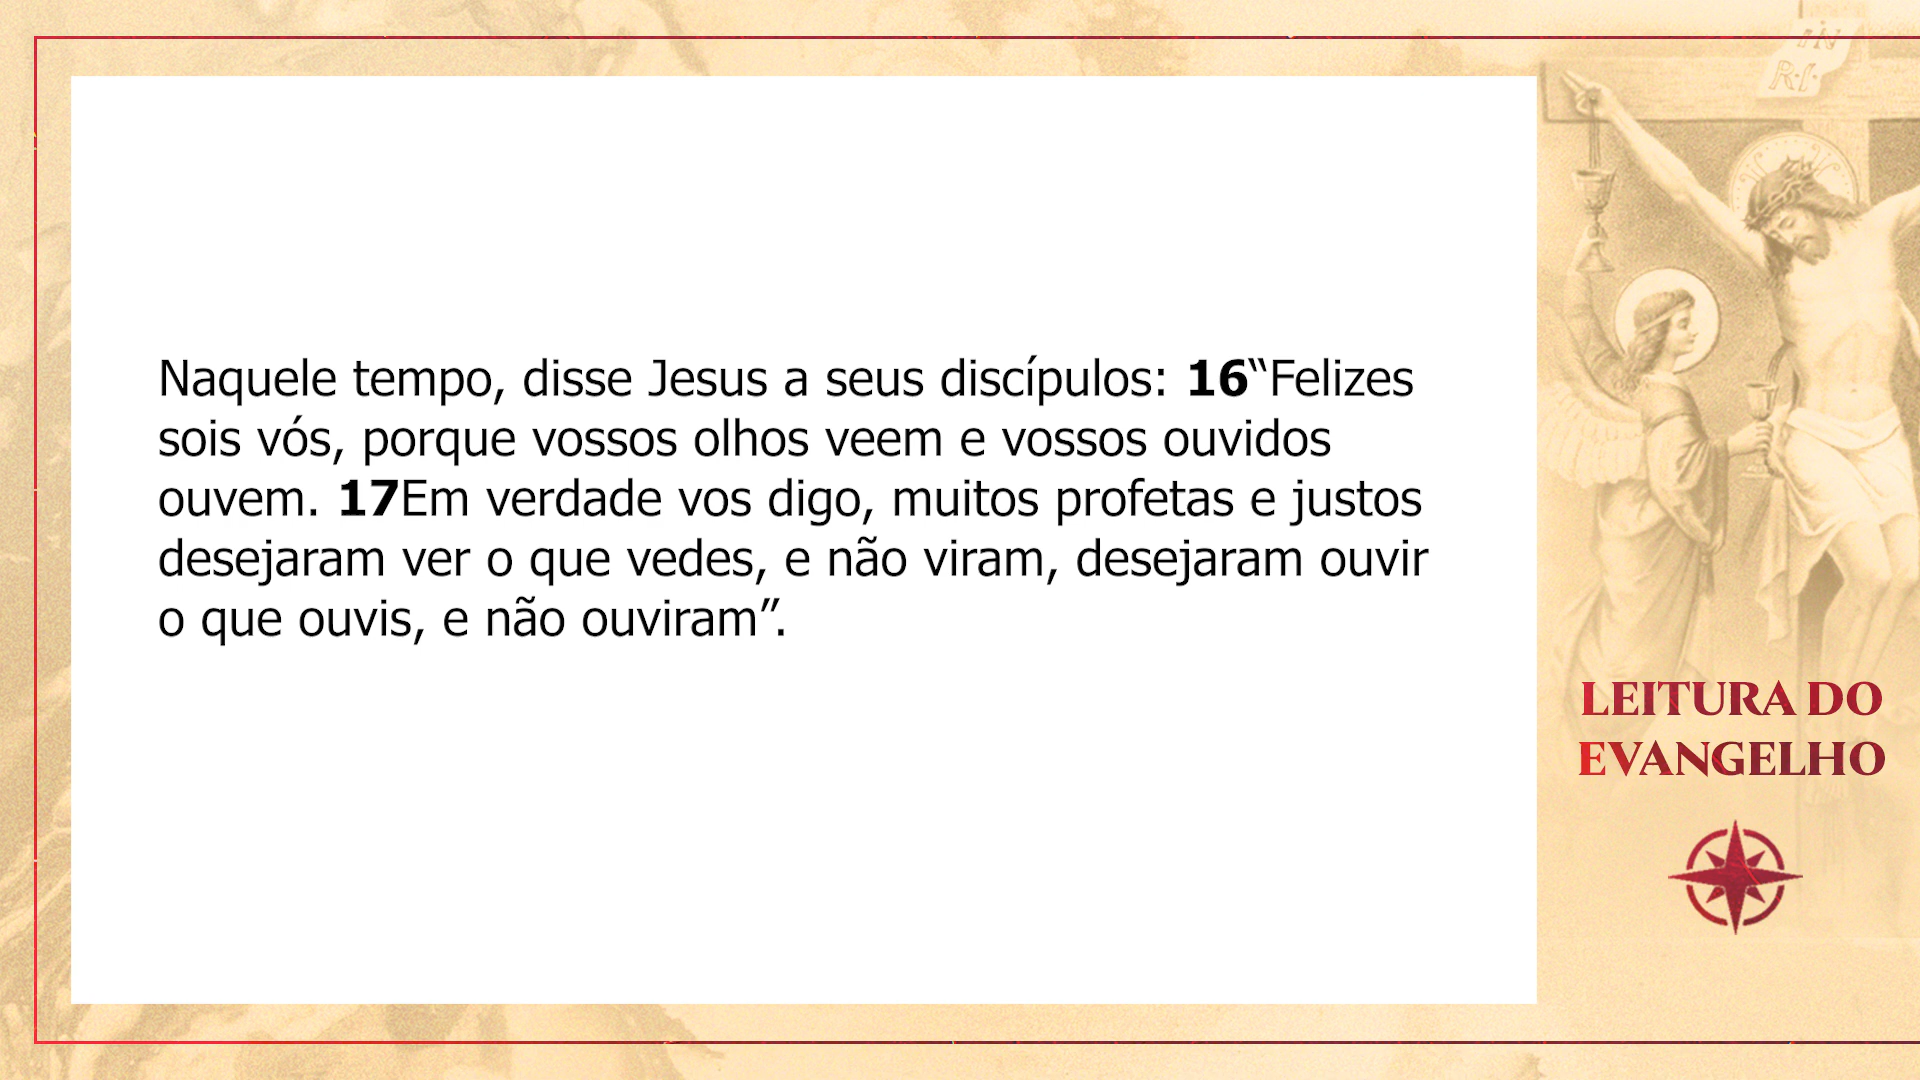 Naquele tempo, disse Jesus a seus discípulos: 16“Felizes
sois vós, porque vossos olhos veem e vossos ouvidos
ouvem. 17Em verdade vos digo, muitos profetas e justos
desejaram ver o que vedes, e não viram, desejaram ouvir
o que ouvis, e não ouviram”.
IN
R·I·
LEITURA DO
EVANGELHO